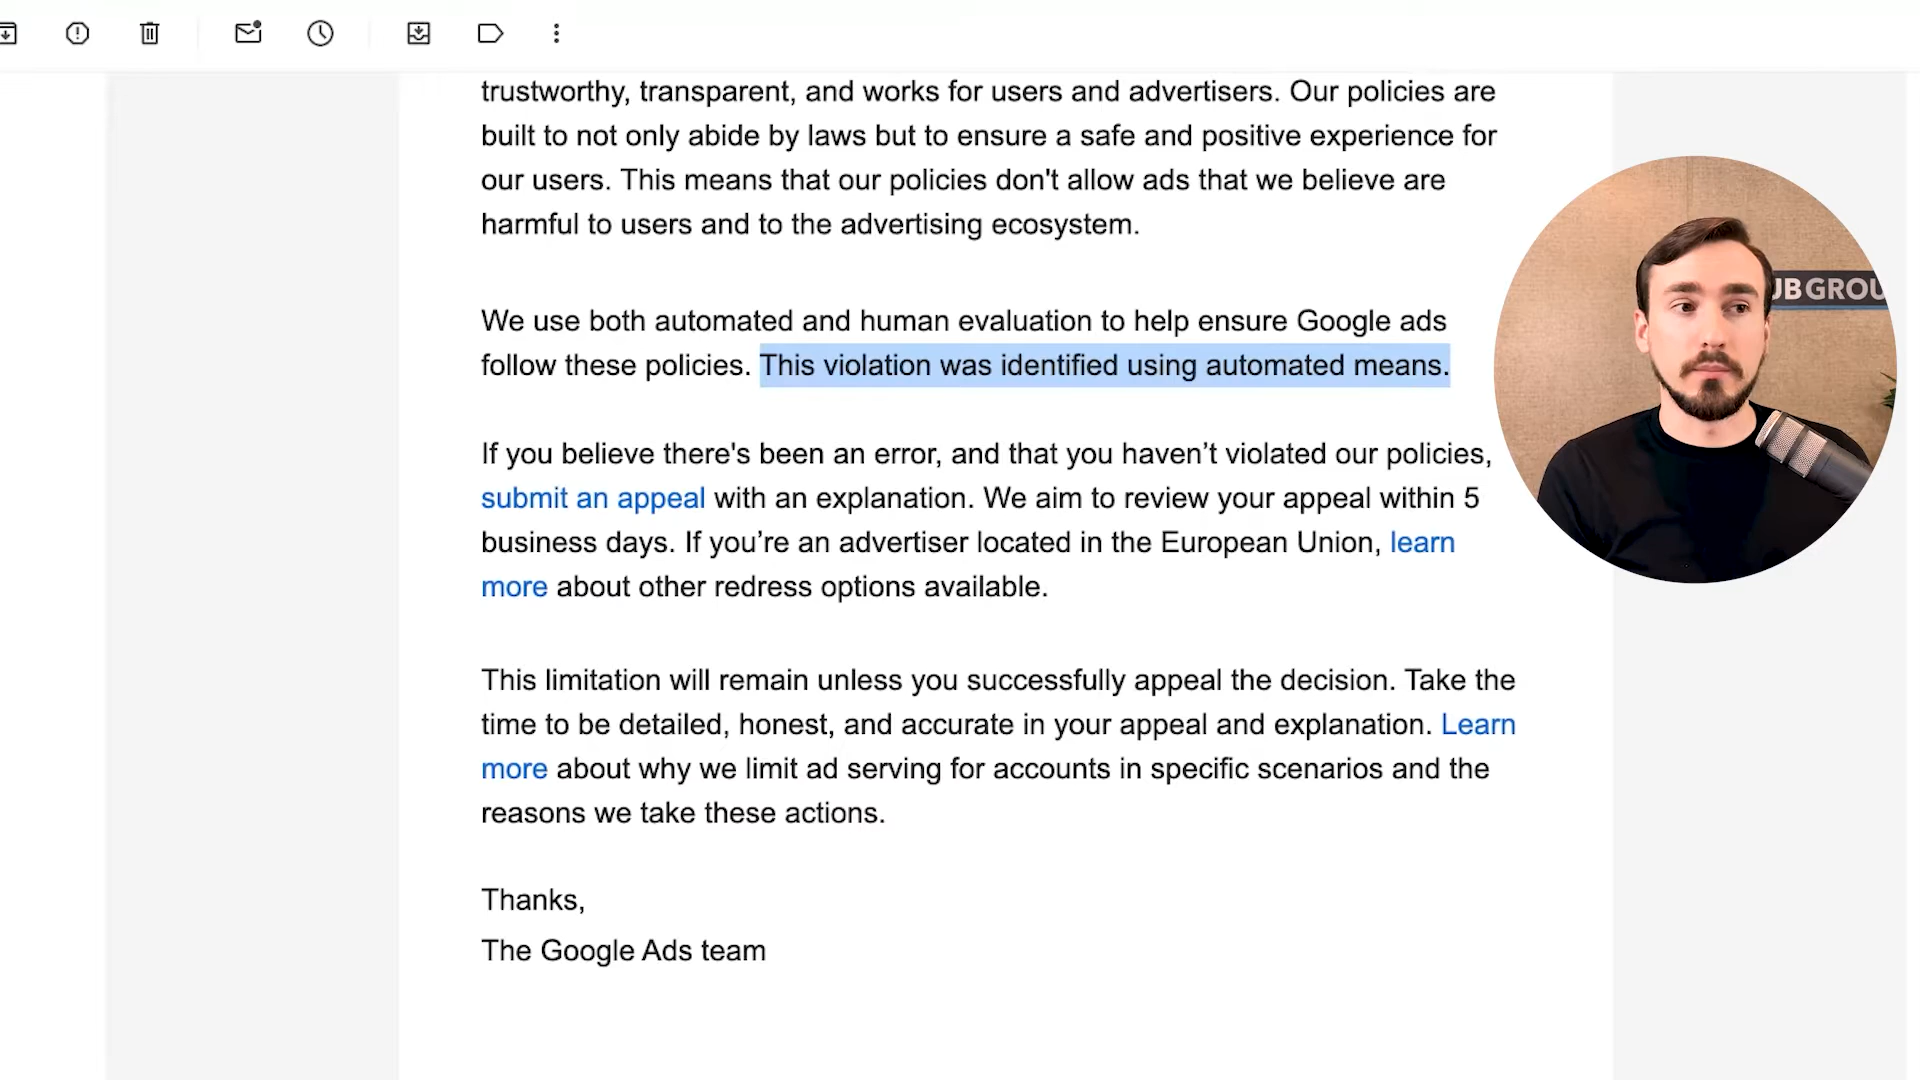 trustworthy, transparent, and works for users and advertisers. Our policies are
built to not only abide by laws but to ensure a safe and positive experience for
our users. This means that our policies don't allow ads that we believe are
harmful to users and to the advertising ecosystem.
We use both automated and human evaluation to help ensure Google ads
follow these policies. This violation was identified using automated means.
If you believe there's been an error, and that you haven’t violated our policies,
submit an appeal with an explanation. We aim to review your appeal within 5
business days. If you’re an advertiser located in the European Union, learn
more about other redress options available.
This limitation will remain unless you successfully appeal the decision. Take the
time to be detailed, honest, and accurate in your appeal and explanation. Learn
more about why we limit ad serving for accounts in specific scenarios and the
reasons we take these actions.
Thanks,
The Google Ads team